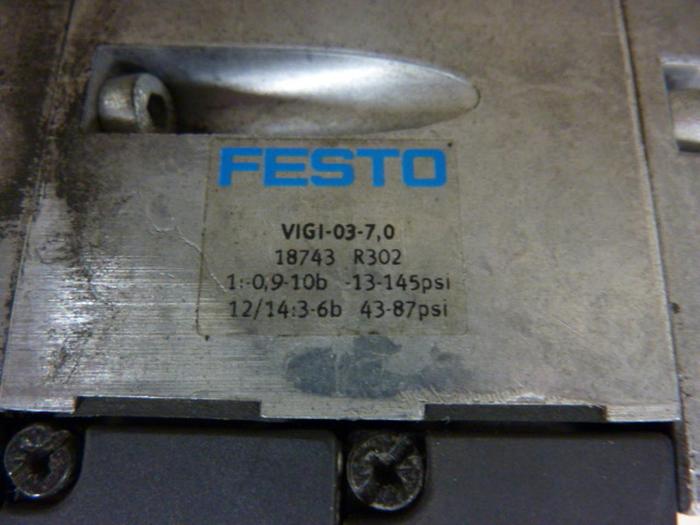 FESTO
VIGI-03-7,0
18743 R302
1:-0,9-10b -13-145psi
12/14:3-6b 43-87psi